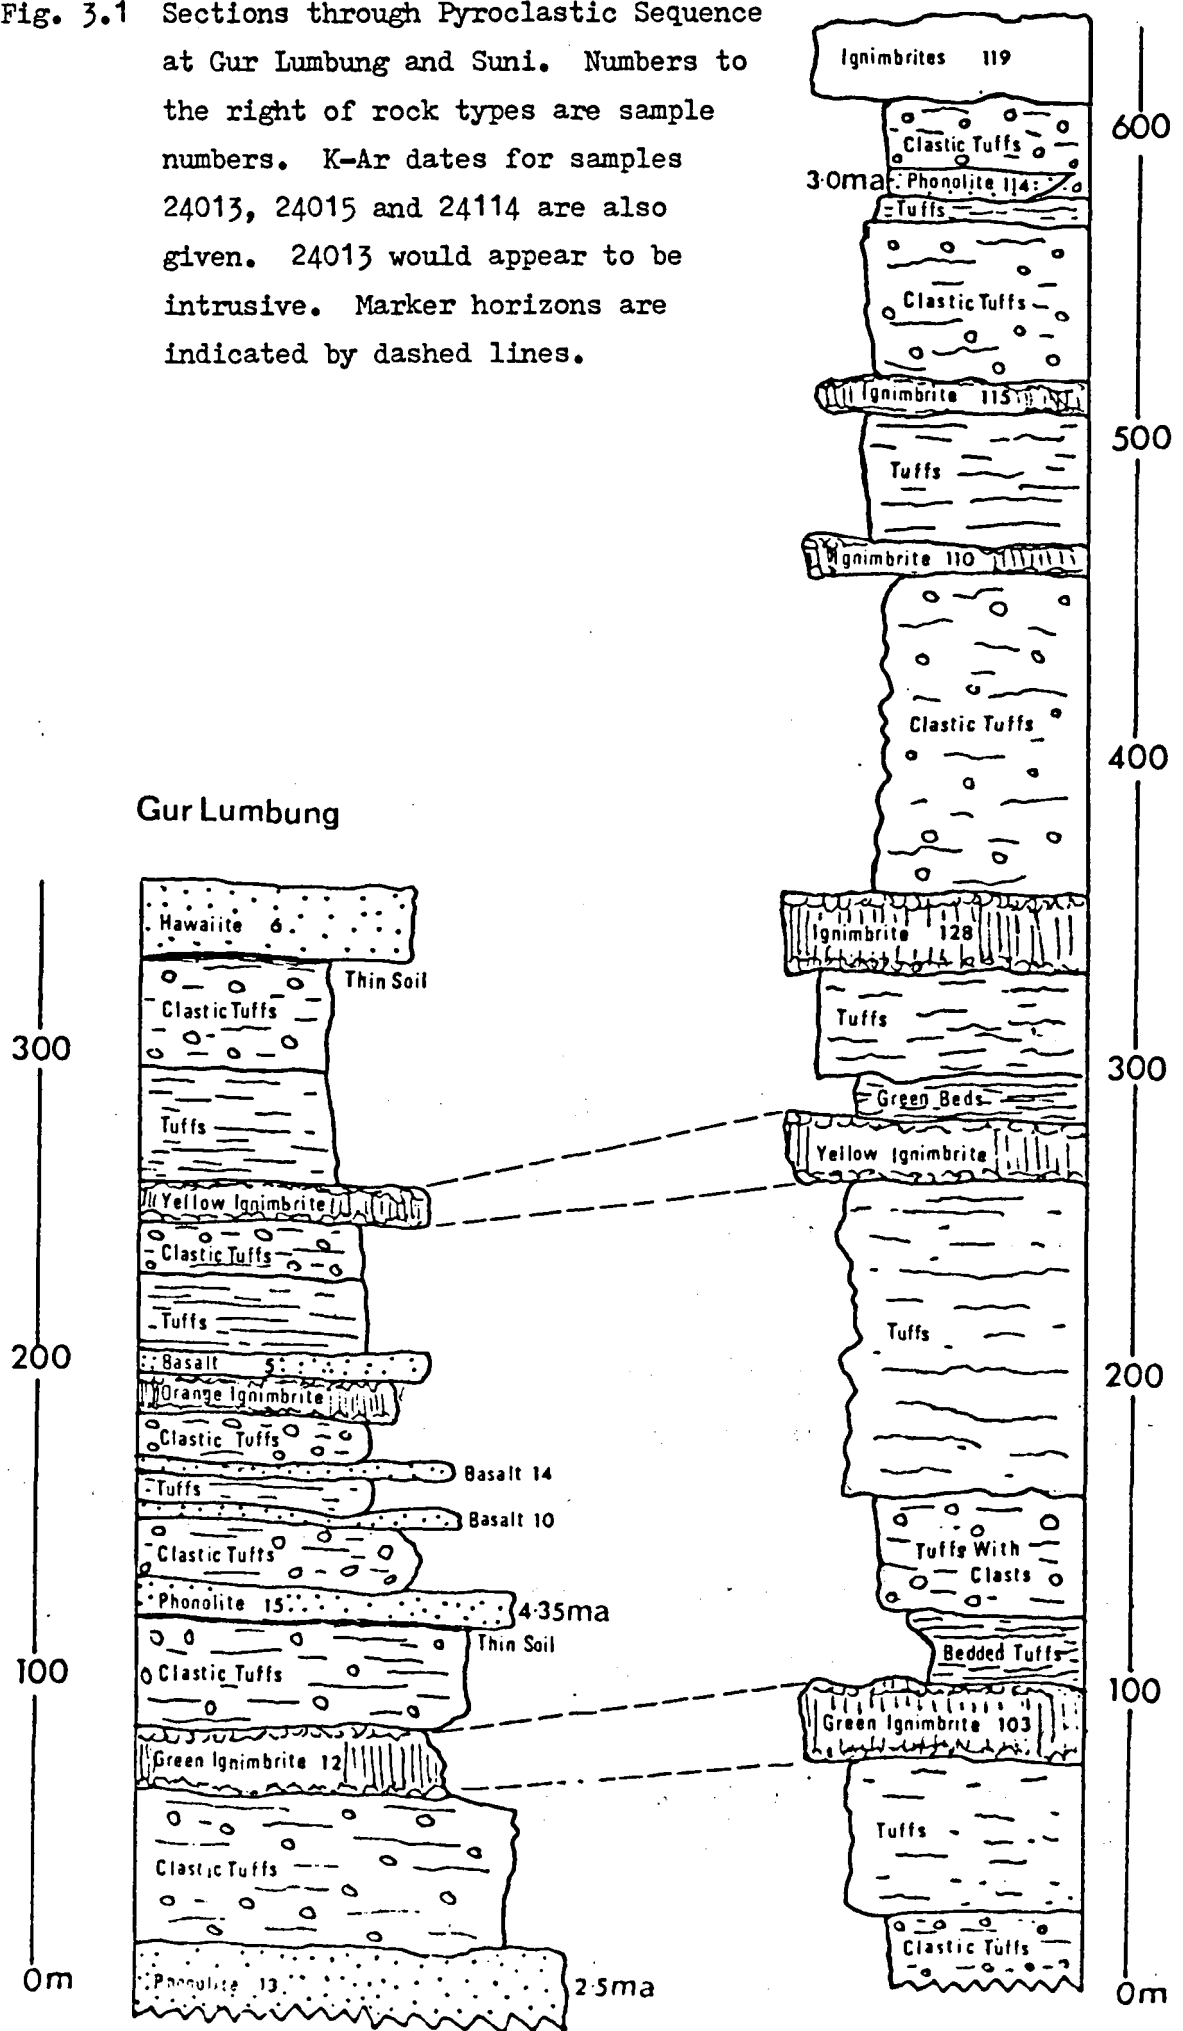 Fig. 3.1 Sections through Pyroclastic Sequence
at Gur Lumbung and Suni. Numbers to
the right of rock types are sample
numbers. K-Ar dates for samples
24013, 24015 and 24114 are also
given. 24013 would appear to be
intrusive. Marker horizons are
indicated by dashed lines.
Gur Lumbung
Hawaiite 6
Thin Soil
Clastic Tuffs
300
Tuffs
Yellow Ignimbrite
Clastic Tuffs
Tuffs
200
Basalt 5
Orange Ignimbrite
Clastic Tuffs
Basalt 14
Tuffs
Basalt 10
Clastic Tuffs
Phonolite 15
4·35ma
Thin Soil
100
Clastic Tuffs
Green Ignimbrite 12
Clastic Tuffs
0m
Phonolite 13
2·5ma
Ignimbrites 119
600
Clastic Tuffs
3·0ma
Phonolite 114
Tuffs
Clastic Tuffs
Ignimbrite 115
500
Tuffs
Ignimbrite 110
Clastic Tuffs
400
Ignimbrite 128
Tuffs
300
Green Beds
Yellow Ignimbrite
Tuffs
200
Tuffs With
Clasts
Bedded Tuffs
100
Green Ignimbrite 103
Tuffs
Clastic Tuffs
0m